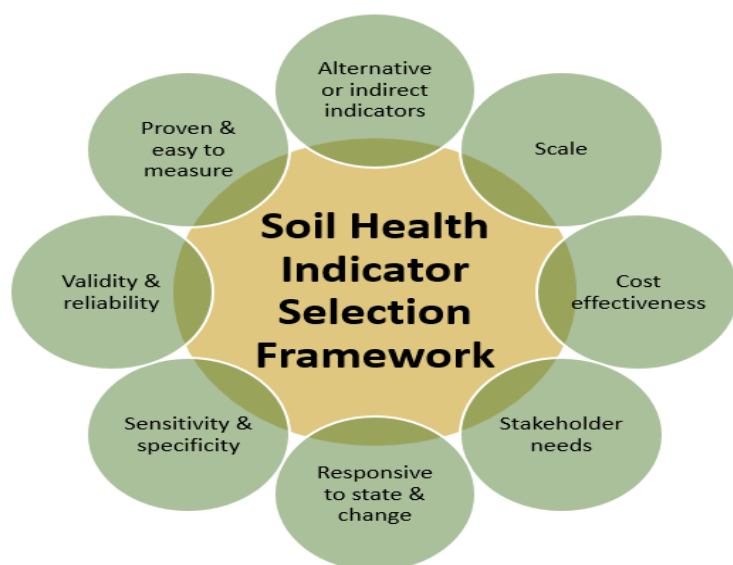 Alternative
or indirect
indicators
Scale
Cost
effectiveness
Stakeholder
needs
Responsive
to state &
change
Sensitivity &
specificity
Validity &
reliability
Proven &
easy to
measure
Soil Health
Indicator
Selection
Framework